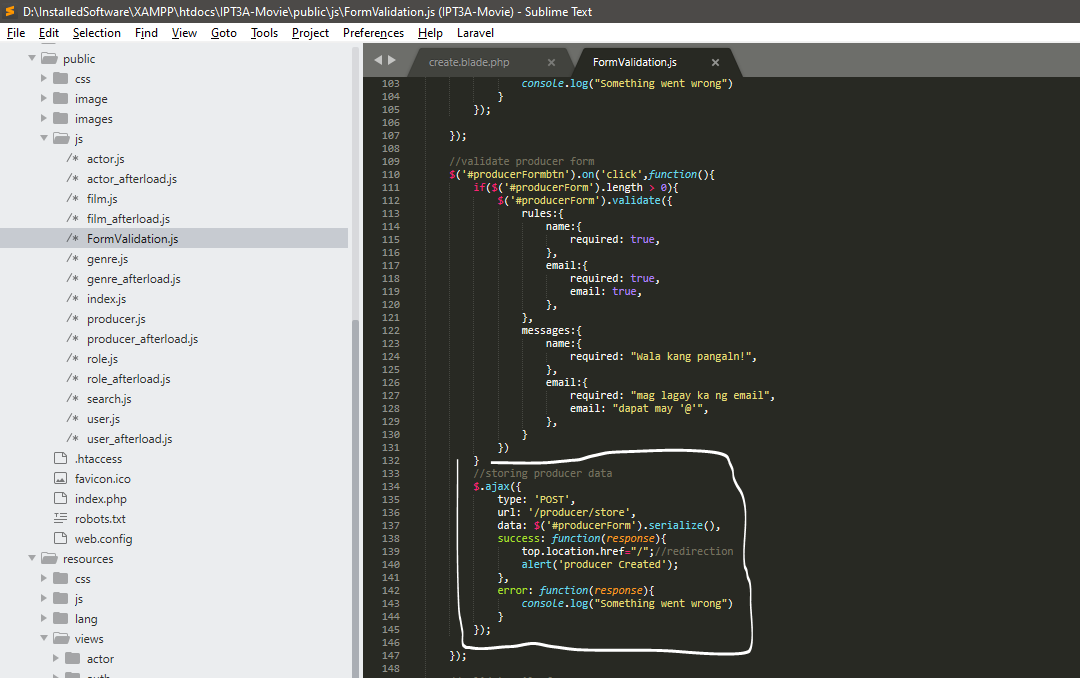 D:\InstalledSoftware\XAMPP\htdocs\IPT3A-Movie\public\js\FormValidation.js (IPT3A-Movie) - Sublime Text
File Edit Selection Find View Goto Tools Project Preferences Help Laravel
public
css
image
images
js
/* actor.js
/* actor_afterload.js
/* film.js
/* film_afterload.js
/* FormValidation.js
/* genre.js
/* genre_afterload.js
/* index.js
/* producer.js
/* producer_afterload.js
/* role.js
/* role_afterload.js
/* search.js
/* user.js
/* user_afterload.js
.htaccess
favicon.ico
index.php
robots.txt
web.config
resources
css
js
lang
views
actor
create.blade.php × FormValidation.js ×
103 console.log("Something went wrong")
104 }
105 });
106
107 });
108
109 //validate producer form
110 $('#producerFormbtn').on('click',function(){
111 if($('#producerForm').length > 0){
112 $('#producerForm').validate({
113 rules:{
114 name:{
115 required: true,
116 },
117 email:{
118 required: true,
119 email: true,
120 },
121 },
122 messages:{
123 name:{
124 required: "Wala kang pangaln!",
125 },
126 email:{
127 required: "mag lagay ka ng email",
128 email: "dapat may '@'",
129 },
130 }
131 })
132 }
133 //storing producer data
134 $.ajax({
135 type: 'POST',
136 url: '/producer/store',
137 data: $('#producerForm').serialize(),
138 success: function(response){
139 top.location.href="/";//redirection
140 alert('producer Created');
141 },
142 error: function(response){
143 console.log("Something went wrong")
144 }
145 });
146
147 });
148